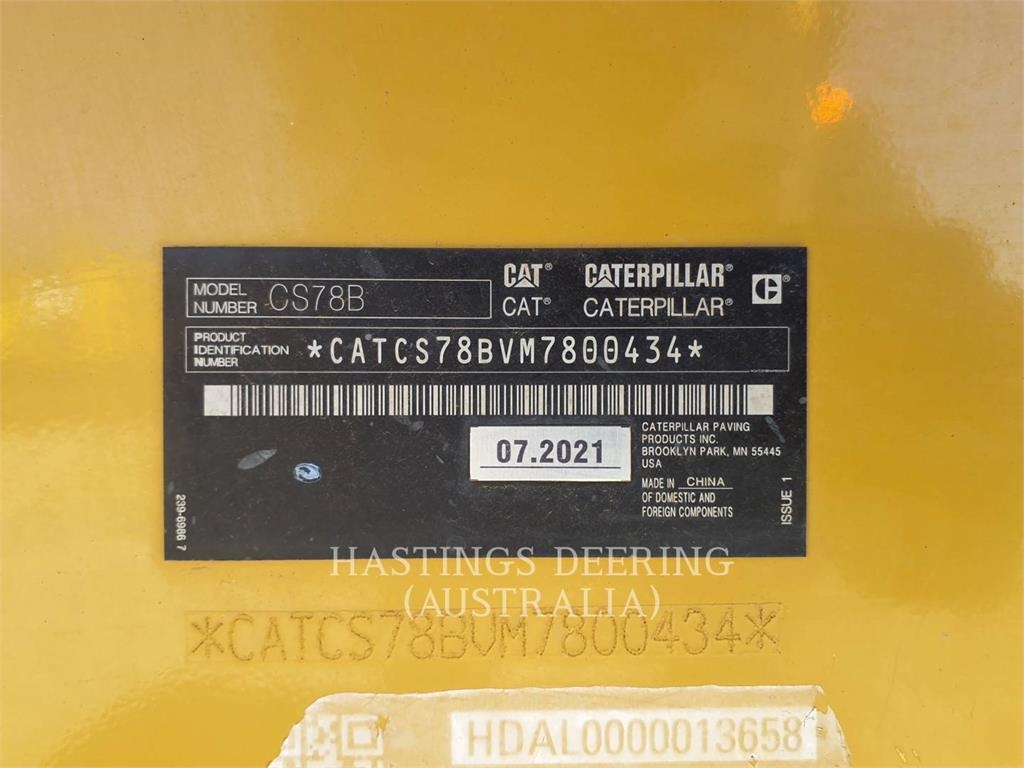 MODEL NUMBER CS78B
CAT® CATERPILLAR®
CAT® CATERPILLAR®
PRODUCT
IDENTIFICATION
NUMBER
*CATCS78BVM7800434*
07.2021
CATERPILLAR PAVING
PRODUCTS INC.
BROOKLYN PARK, MN 55445
USA
MADE IN CHINA
OF DOMESTIC AND
FOREIGN COMPONENTS
ISSUE 1
239-6966 7
HASTINGS DEERING
(AUSTRALIA)
*CATCS78BVM7800434*
HDAL0000013658